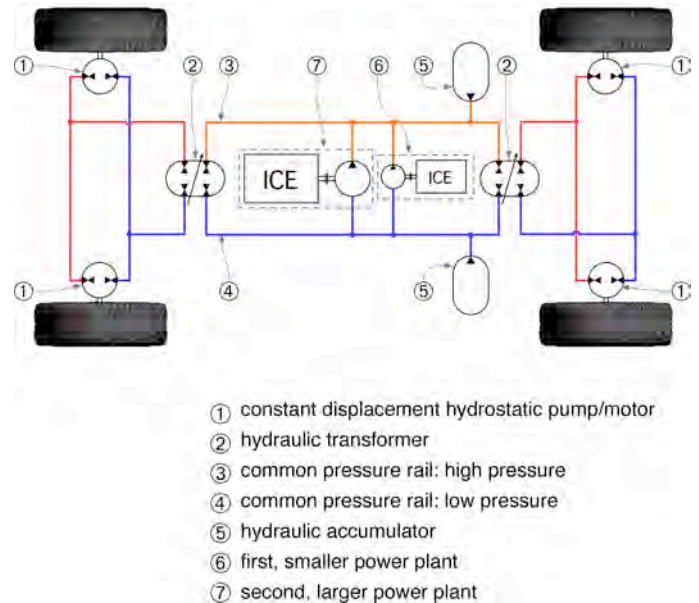 ① ② ③ ⑦ ⑥ ⑤ ② ①
ICE ICE
① ④ ⑤ ①
① constant displacement hydrostatic pump/motor
② hydraulic transformer
③ common pressure rail: high pressure
④ common pressure rail: low pressure
⑤ hydraulic accumulator
⑥ first, smaller power plant
⑦ second, larger power plant